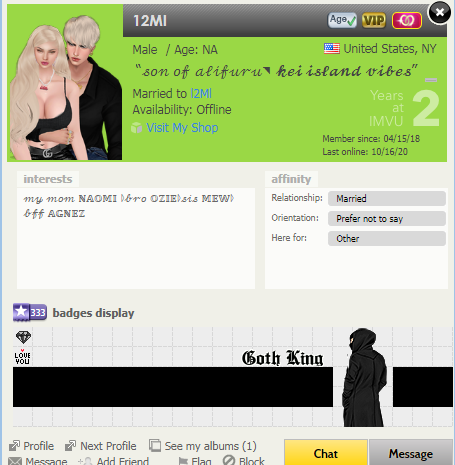 12Ml
Age VIP
Male / Age: NA
United States, NY
"son of alifuru◥ kei island vibes"
Married to l2Ml
Availability: Offline
Visit My Shop
Years at IMVU 2
Member since: 04/15/18
Last online: 10/16/20
interests
my mom NAOMI )bro OZIE)sis MEW)
bff AGNEZ
affinity
Relationship: Married
Orientation: Prefer not to say
Here for: Other
333 badges display
I LOVE YOU
Goth King
Profile Next Profile See my albums (1)
Message Add Friend Flag Block
Chat Message